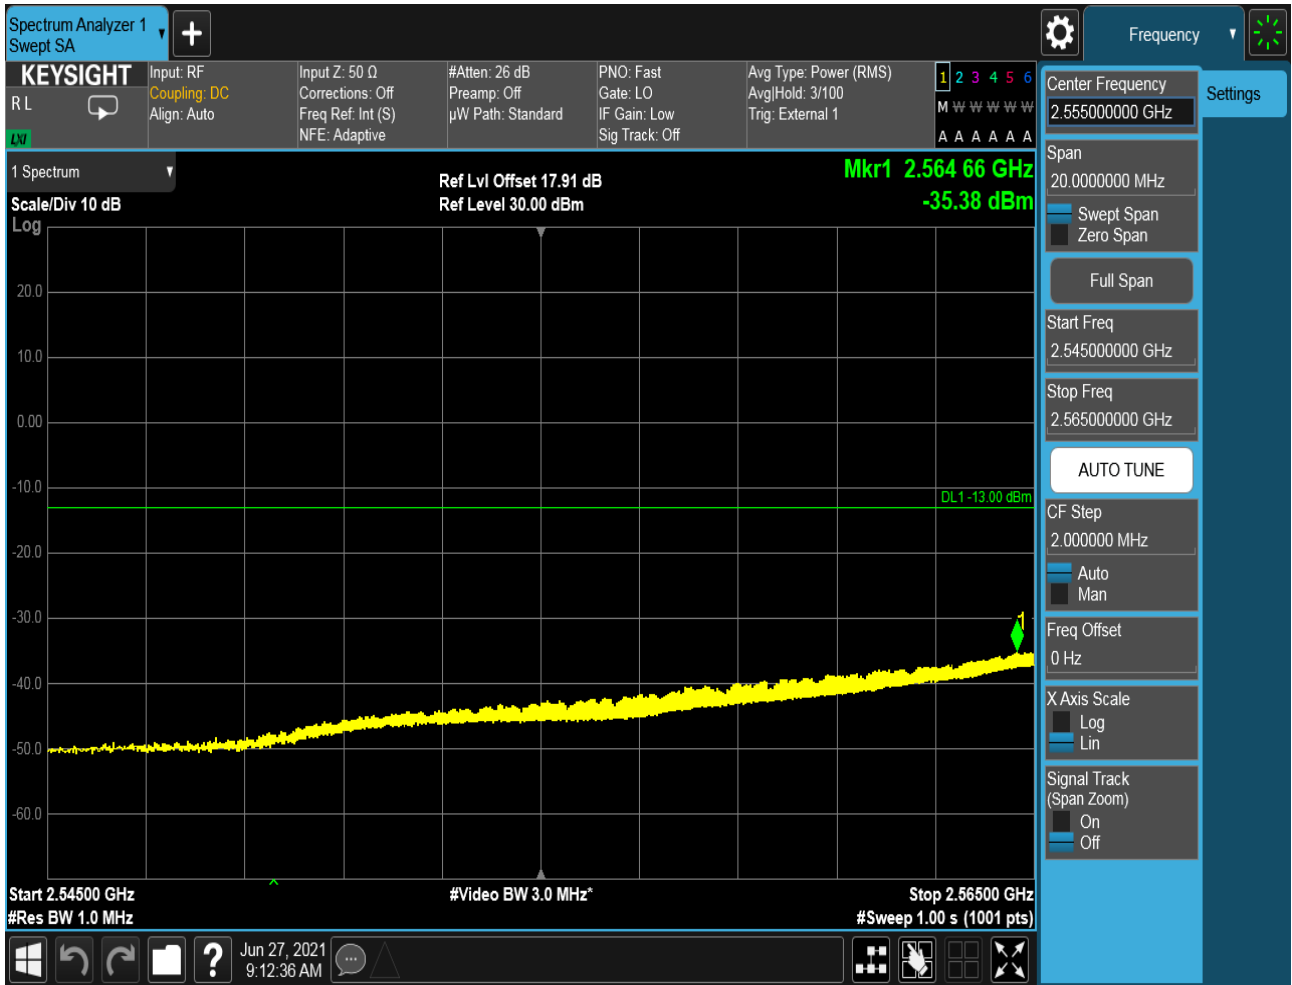 Spectrum Analyzer 1
Swept SA
Frequency
KEYSIGHT
R L
LXI
Input: RF
Coupling: DC
Align: Auto
Input Z: 50 Ω
Corrections: Off
Freq Ref: Int (S)
NFE: Adaptive
#Atten: 26 dB
Preamp: Off
µW Path: Standard
PNO: Fast
Gate: LO
IF Gain: Low
Sig Track: Off
Avg Type: Power (RMS)
Avg|Hold: 3/100
Trig: External 1
1 2 3 4 5 6
M W W W W W
A A A A A A
1 Spectrum
Scale/Div 10 dB
Log
Ref Lvl Offset 17.91 dB
Ref Level 30.00 dBm
Mkr1 2.564 66 GHz
-35.38 dBm
20.0
10.0
0.00
-10.0
DL1 -13.00 dBm
-20.0
-30.0
1
-40.0
-50.0
-60.0
Start 2.54500 GHz
#Res BW 1.0 MHz
#Video BW 3.0 MHz*
Stop 2.56500 GHz
#Sweep 1.00 s (1001 pts)
Center Frequency
2.555000000 GHz
Settings
Span
20.0000000 MHz
Swept Span
Zero Span
Full Span
Start Freq
2.545000000 GHz
Stop Freq
2.565000000 GHz
AUTO TUNE
CF Step
2.000000 MHz
Auto
Man
Freq Offset
0 Hz
X Axis Scale
Log
Lin
Signal Track
(Span Zoom)
On
Off
?
Jun 27, 2021
9:12:36 AM